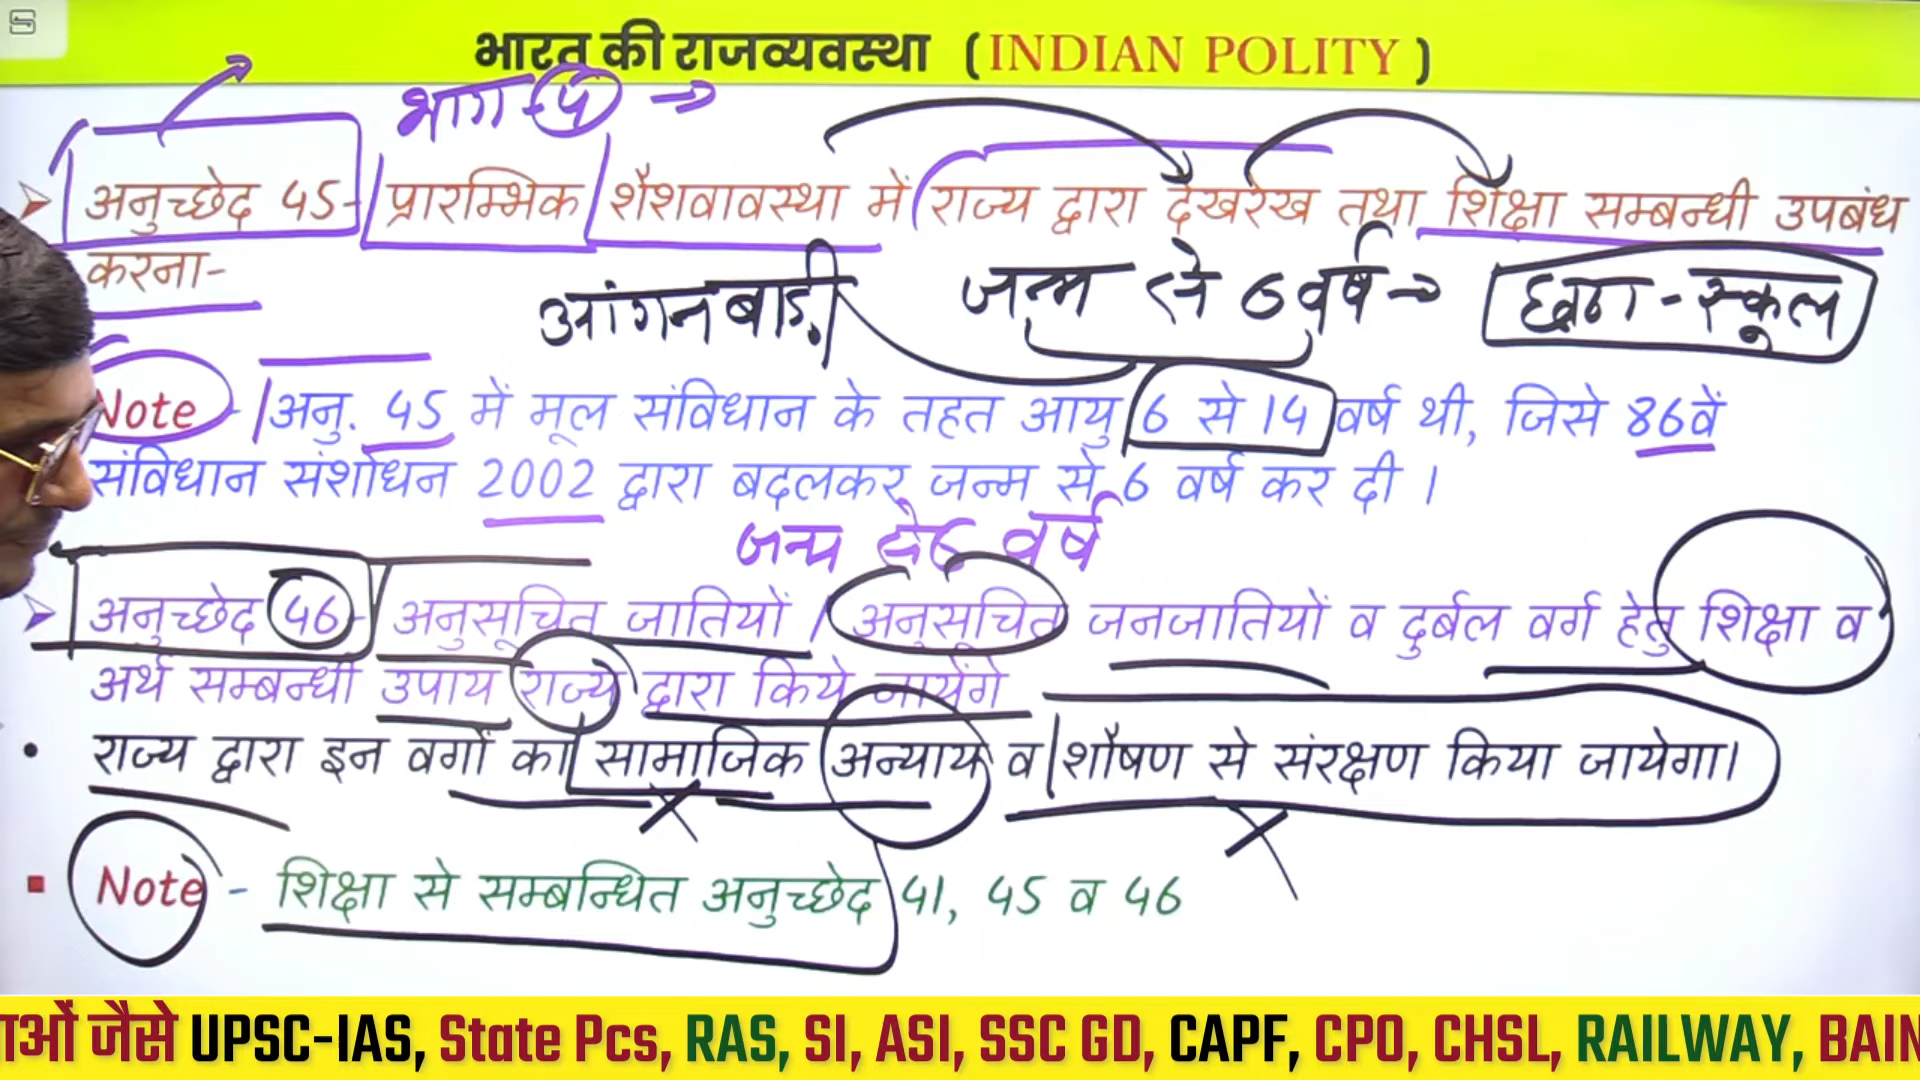 भारत की राजव्यवस्था (INDIAN POLITY)
भाग-(4) →
अनुच्छेद 45- प्रारम्भिक शैशवावस्था में राज्य द्वारा देखरेख तथा शिक्षा सम्बन्धी उपबंध
करना-
आंगनबाड़ी जन्म से 6 वर्ष → - स्कूल
Note - अनु. 45 में मूल संविधान के तहत आयु 6 से 14 वर्ष थी, जिसे 86वें
संविधान संशोधन 2002 द्वारा बदलकर जन्म से 6 वर्ष कर दी ।
जन्म से 6 वर्ष
अनुच्छेद 46- अनुसूचित जातियों / अनुसूचित जनजातियों व दुर्बल वर्ग हेतु शिक्षा व
अर्थ सम्बन्धी उपाय राज्य द्वारा किये जायेंगे
• राज्य द्वारा इन वर्गों का सामाजिक अन्याय व शौषण से संरक्षण किया जायेगा।
Note - शिक्षा से सम्बन्धित अनुच्छेद 41, 45 व 46
जैसे UPSC-IAS, State Pcs, RAS, SI, ASI, SSC GD, CAPF, CPO, CHSL, RAILWAY,